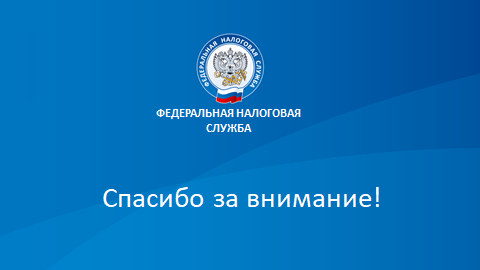 ФЕДЕРАЛЬНАЯ НАЛОГОВАЯ СЛУЖБА
ФЕДЕРАЛЬНАЯ НАЛОГОВАЯ
СЛУЖБА
Спасибо за внимание!